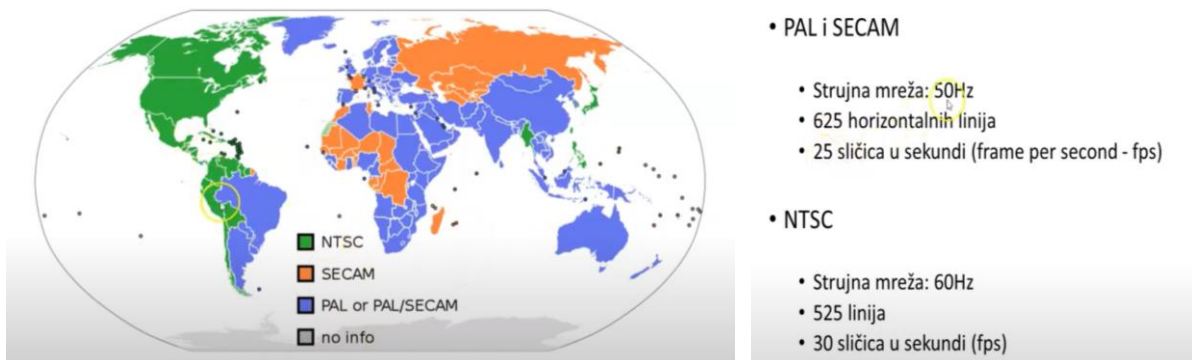 NTSC
SECAM
PAL or PAL/SECAM
no info
• PAL i SECAM
• Strujna mreža: 50Hz
• 625 horizontalnih linija
• 25 sličica u sekundi (frame per second - fps)
• NTSC
• Strujna mreža: 60Hz
• 525 linija
• 30 sličica u sekundi (fps)